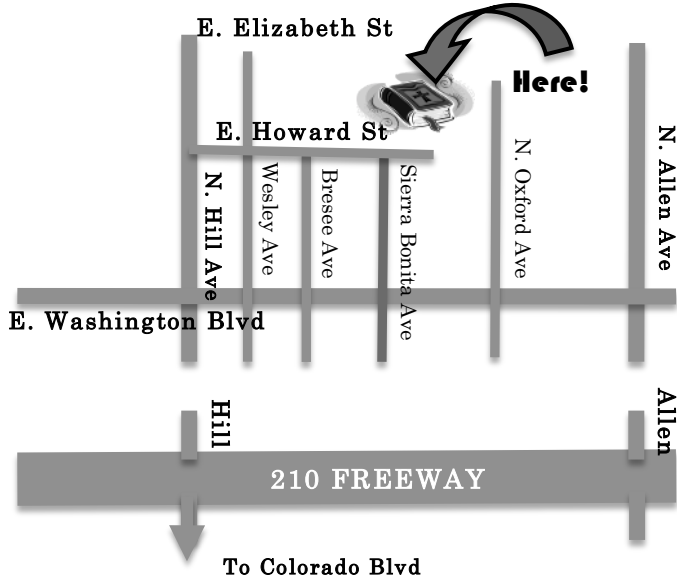 E. Elizabeth St
Here!
E. Howard St
N. Hill Ave
Wesley Ave
Bresee Ave
Sierra Bonita Ave
N. Oxford Ave
N. Allen Ave
E. Washington Blvd
Hill
Allen
210 FREEWAY
To Colorado Blvd